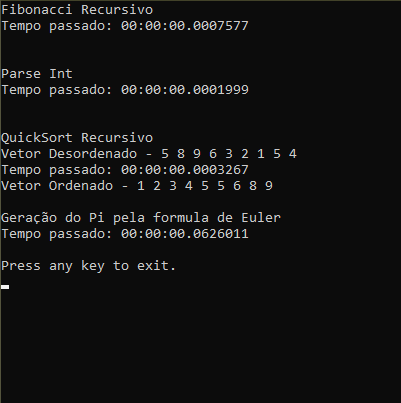 Fibonacci Recursivo
Tempo passado: 00:00:00.0007577
Parse Int
Tempo passado: 00:00:00.0001999
QuickSort Recursivo
Vetor Desordenado - 5 8 9 6 3 2 1 5 4
Tempo passado: 00:00:00.0003267
Vetor Ordenado - 1 2 3 4 5 5 6 8 9
Geração do Pi pela formula de Euler
Tempo passado: 00:00:00.0626011
Press any key to exit.